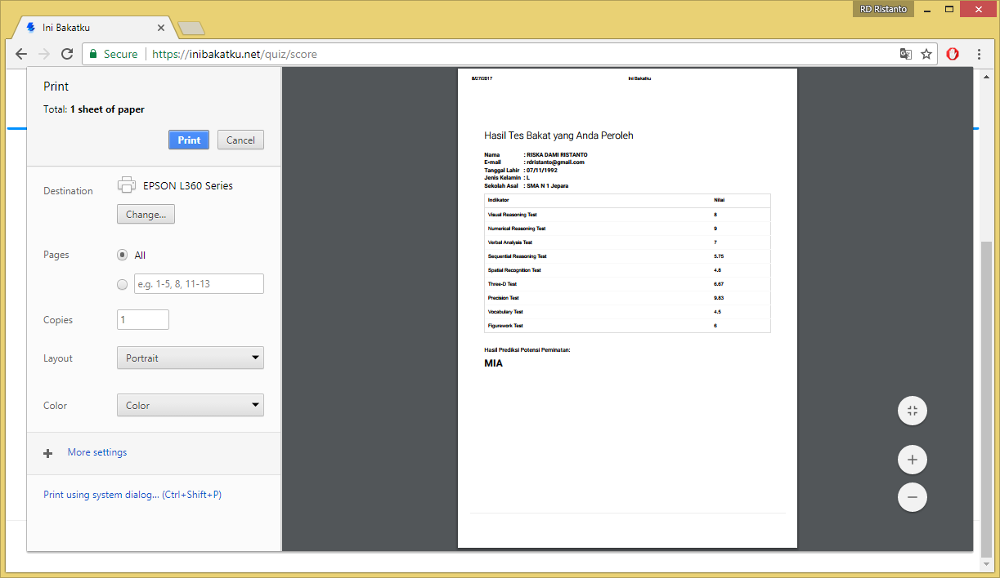 RD Ristanto
Ini Bakatku
Secure https://inibakatku.net/quiz/score
Print
Total: 1 sheet of paper
Print Cancel
Destination EPSON L360 Series
Change...
Pages All
e.g. 1-5, 8, 11-13
Copies 1
Layout Portrait
Color Color
More settings
Print using system dialog... (Ctrl+Shift+P)
8/27/2017 Ini Bakatku
Hasil Tes Bakat yang Anda Peroleh
Nama : RISKA DAMI RISTANTO
E-mail : rdristanto@gmail.com
Tanggal Lahir : 07/11/1992
Jenis Kelamin : L
Sekolah Asal : SMA N 1 Jepara
Indikator Nilai
Visual Reasoning Test 8
Numerical Reasoning Test 9
Verbal Analysis Test 7
Sequential Reasoning Test 5.75
Spatial Recognition Test 4.8
Three-D Test 6.67
Precision Test 9.83
Vocabulary Test 4.5
Figurework Test 6
Hasil Prediksi Potensi Peminatan:
MIA